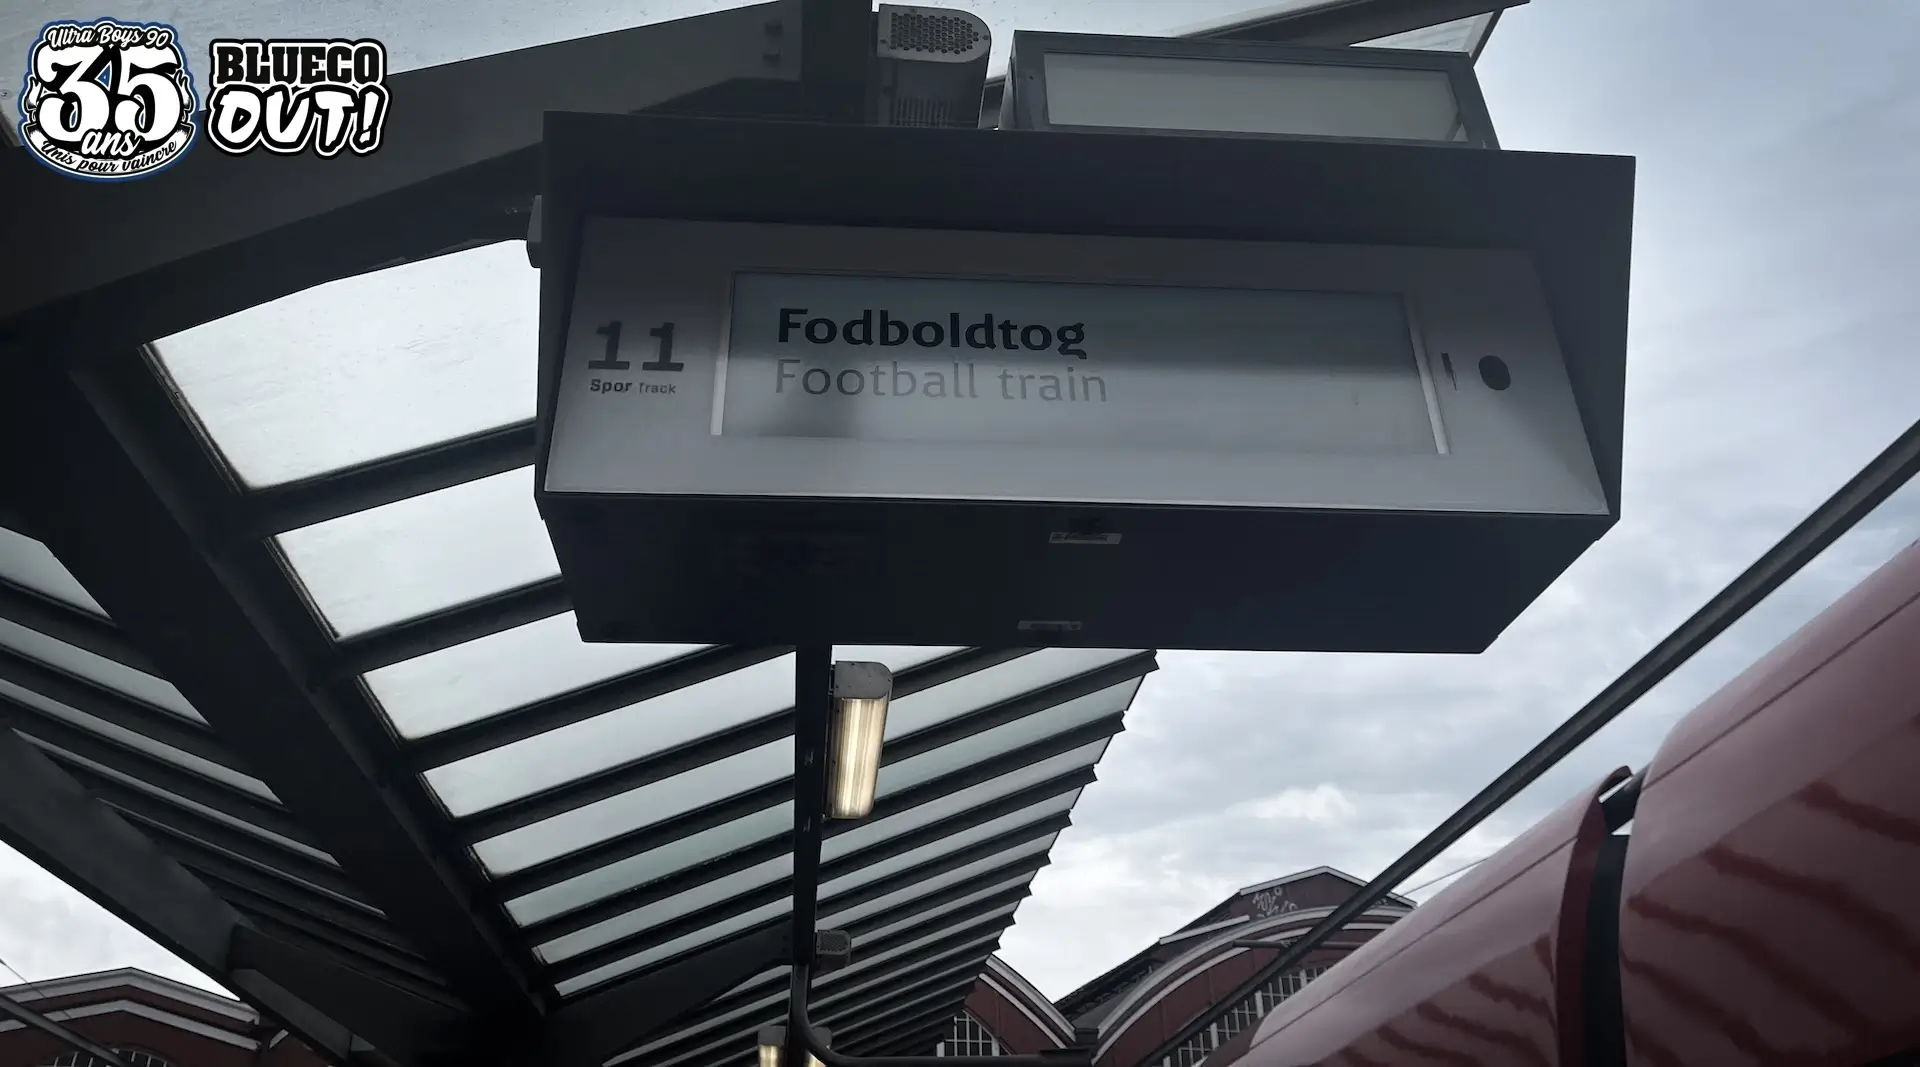 Ultra Boys 90
35
ans
Unis pour vaincre
BLUECO
OUT!
11
Spor track
Fodboldtog
Football train